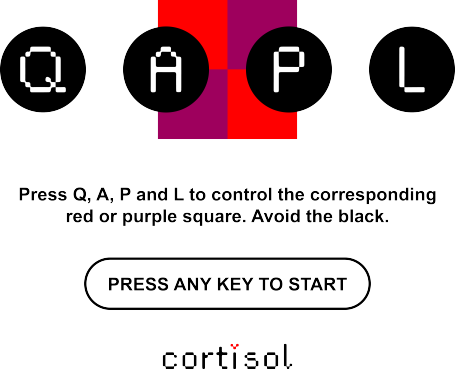 Q A P L
Press Q, A, P and L to control the corresponding
red or purple square. Avoid the black.
PRESS ANY KEY TO START
cortisol